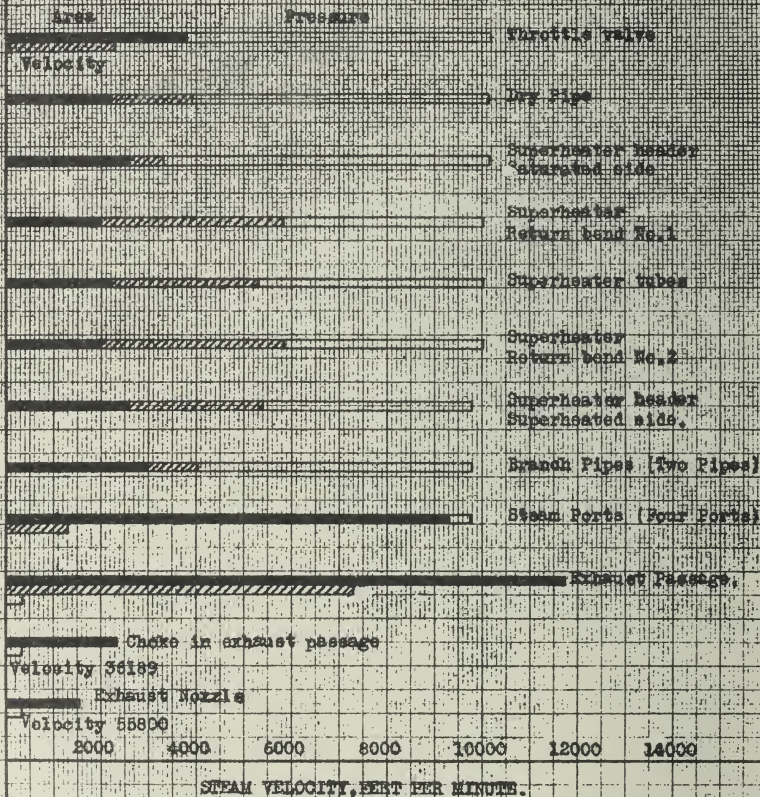 Area Pressure
Throttle valve
Velocity
Dry Pipe
Superheater header
Saturated side
Superheater
Return bend No.1
Superheater tubes
Superheater
Return bend No.2
Superheater header
Superheated side.
Branch Pipes (Two Pipes)
Steam Ports (Four Ports)
Exhaust Passage.
Choke in exhaust passage
Velocity 36189
Exhaust Nozzle
Velocity 55800
2000 4000 6000 8000 10000 12000 14000
STEAM VELOCITY, FEET PER MINUTE.